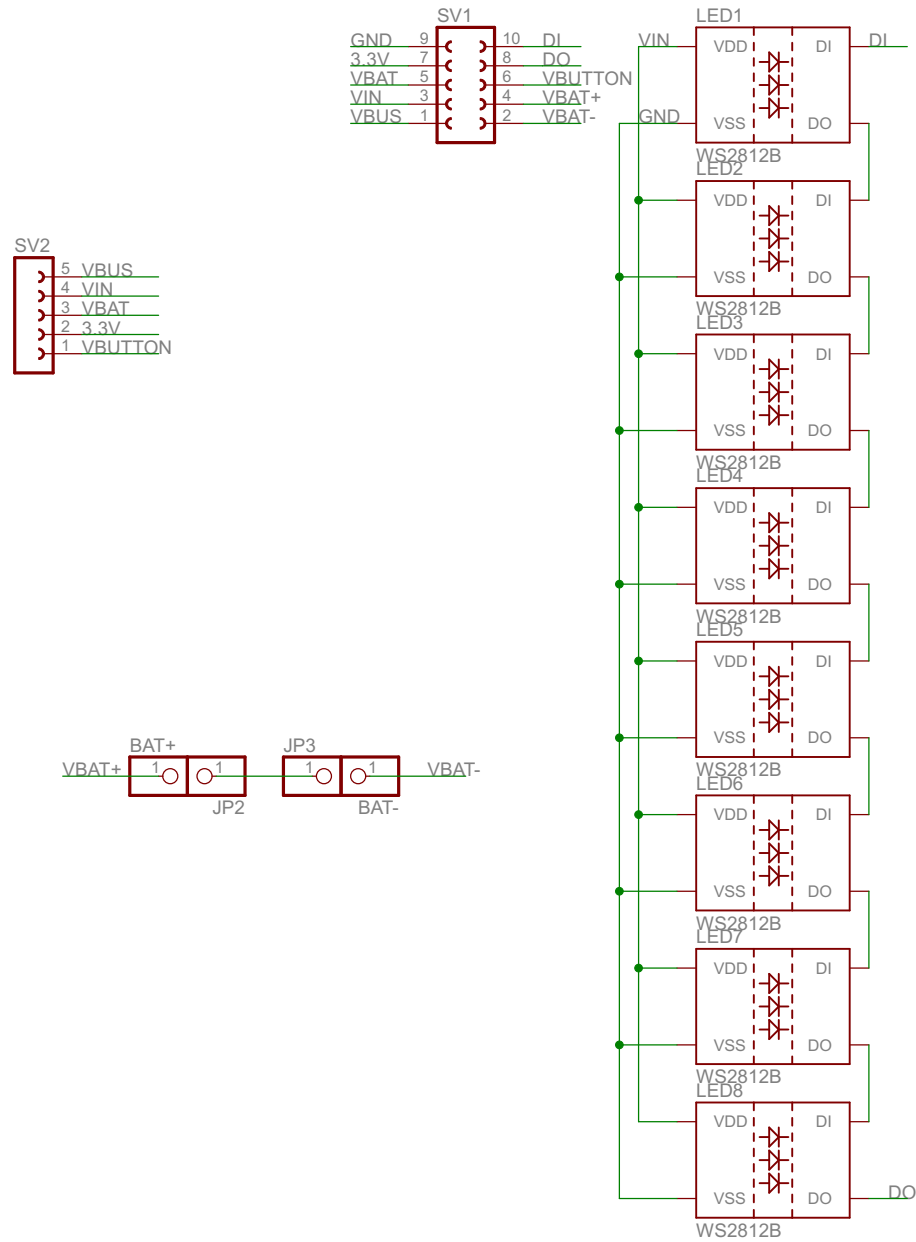 SV1
GND 9 10 DI
3.3V 7 8 DO
VBAT 5 6 VBUTTON
VIN 3 4 VBAT+
VBUS 1 2 VBAT-
SV2
5 VBUS
4 VIN
3 VBAT
2 3.3V
1 VBUTTON
BAT+ JP3
VBAT+ 1 1 1 1 VBAT-
JP2 BAT-
LED1
VIN VDD DI DI
GND VSS DO
WS2812B
LED2
VDD DI
VSS DO
WS2812B
LED3
VDD DI
VSS DO
WS2812B
LED4
VDD DI
VSS DO
WS2812B
LED5
VDD DI
VSS DO
WS2812B
LED6
VDD DI
VSS DO
WS2812B
LED7
VDD DI
VSS DO
WS2812B
LED8
VDD DI
VSS DO DO
WS2812B